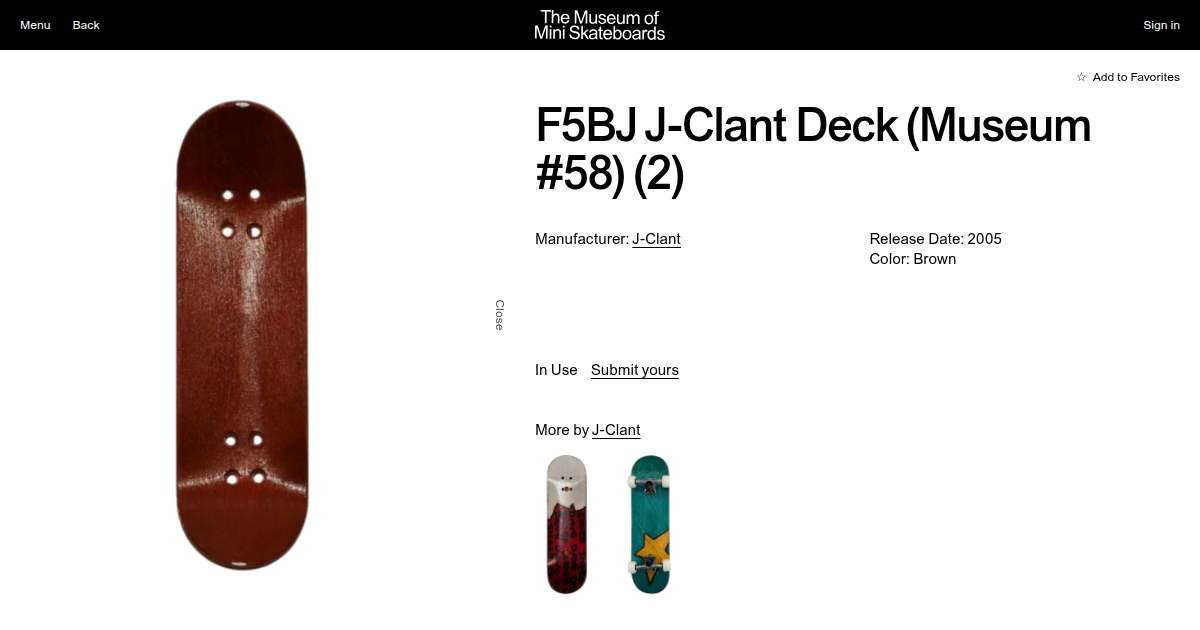 Menu
Back
The Museum of
Mini Skateboards
Sign in
☆ Add to Favorites
F5BJ J-Clant Deck (Museum
#58) (2)
Manufacturer: J-Clant
Release Date: 2005
Color: Brown
Close
In Use
Submit yours
More by J-Clant